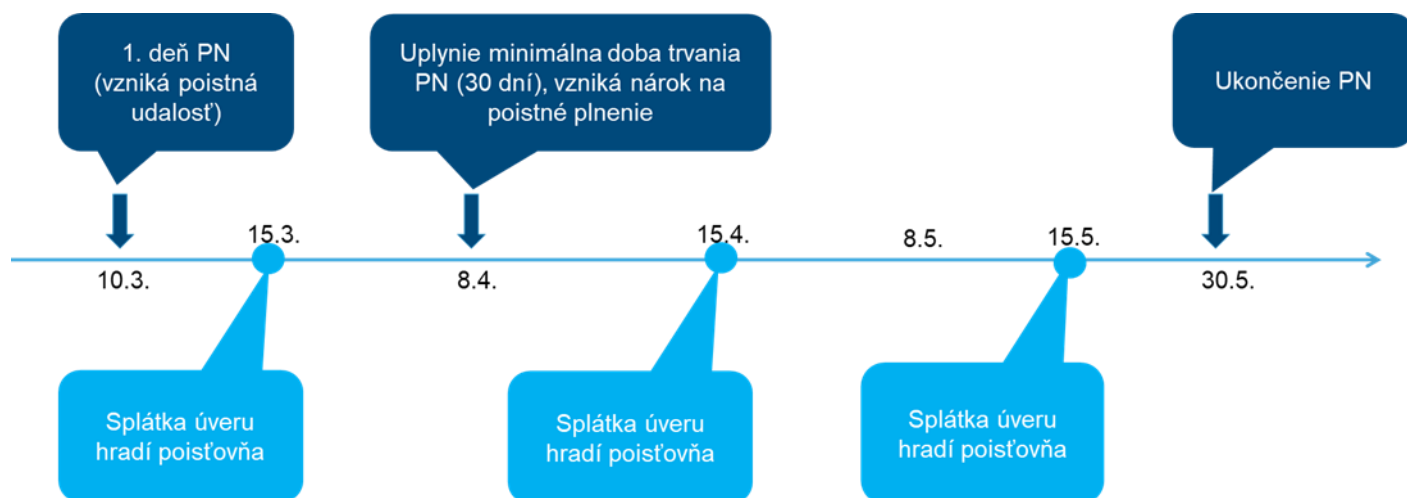 1. deň PN
(vzniká poistná
udalosť)
Uplynie minimálna doba trvania
PN (30 dní), vzniká nárok na
poistné plnenie
Ukončenie PN
15.3.
15.4.
8.5.
15.5.
10.3.
8.4.
30.5.
Splátka úveru
hradí poisťovňa
Splátka úveru
hradí poisťovňa
Splátka úveru
hradí poisťovňa